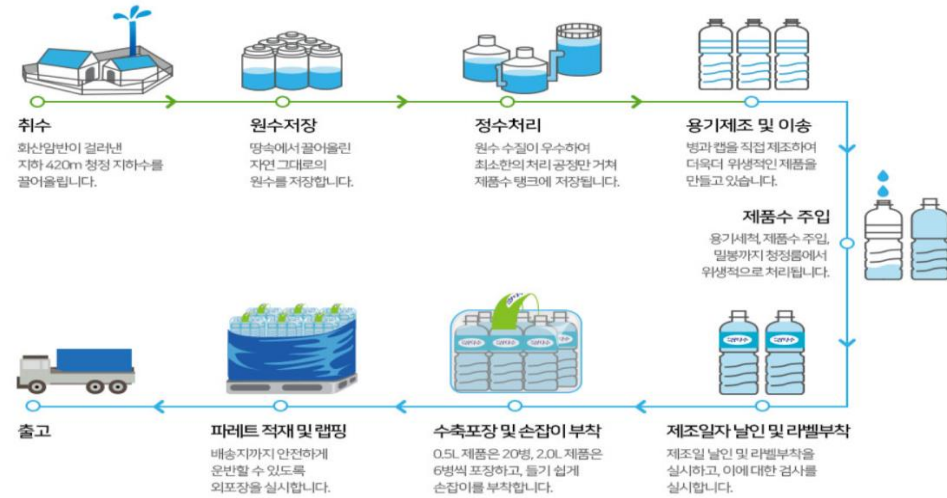 취수
화산암반이 걸러낸
지하 420m 청정 지하수를
끌어올립니다.
원수저장
땅속에서 끌어올린
자연 그대로의
원수를 저장합니다.
정수처리
원수 수질이 우수하여
최소한의 처리 공정만 거쳐
제품수 탱크에 저장됩니다.
용기제조 및 이송
병과 캡을 직접 제조하여
더욱더 위생적인 제품을
만들고 있습니다.
제품수 주입
용기세척, 제품수 주입,
밀봉까지 청정룸에서
위생적으로 처리됩니다.
제조일자 날인 및 라벨부착
제조일 날인 및 라벨부착을
실시하고, 이에 대한 검사를
실시합니다.
수축포장 및 손잡이 부착
0.5L 제품은 20병, 2.0L 제품은
6병씩 포장하고, 들기 쉽게
손잡이를 부착합니다.
파레트 적재 및 랩핑
배송지까지 안전하게
운반할 수 있도록
외포장을 실시합니다.
출고